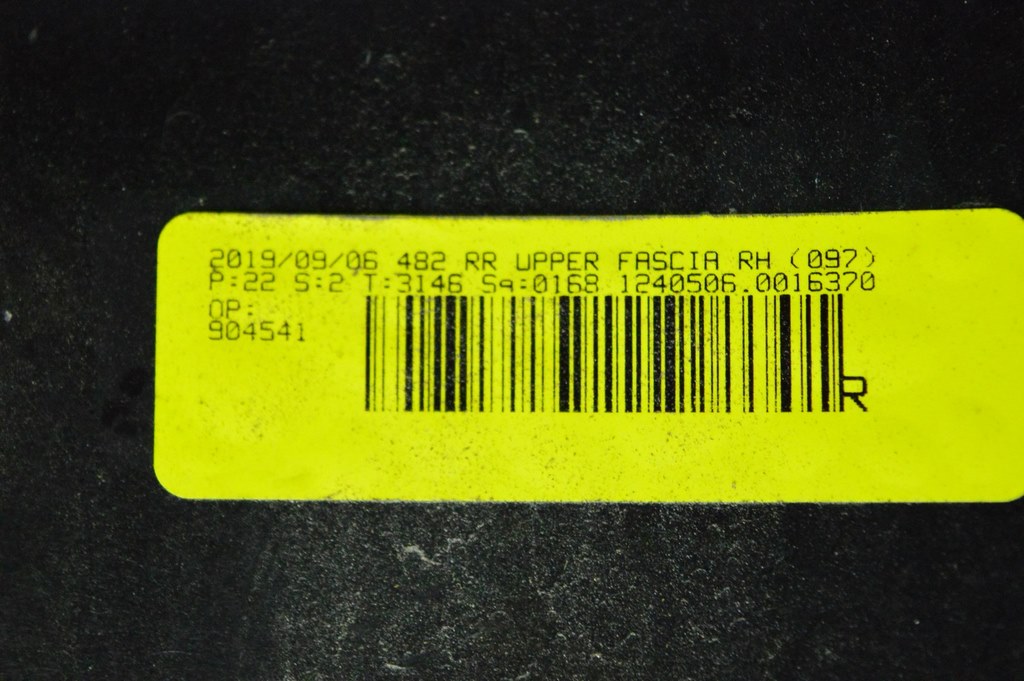 2019/09/06 482 RR UPPER FASCIA RH (097)
P:22 S:2 T:3146 Sq:0168 1240506.0016370
OP:
904541
R